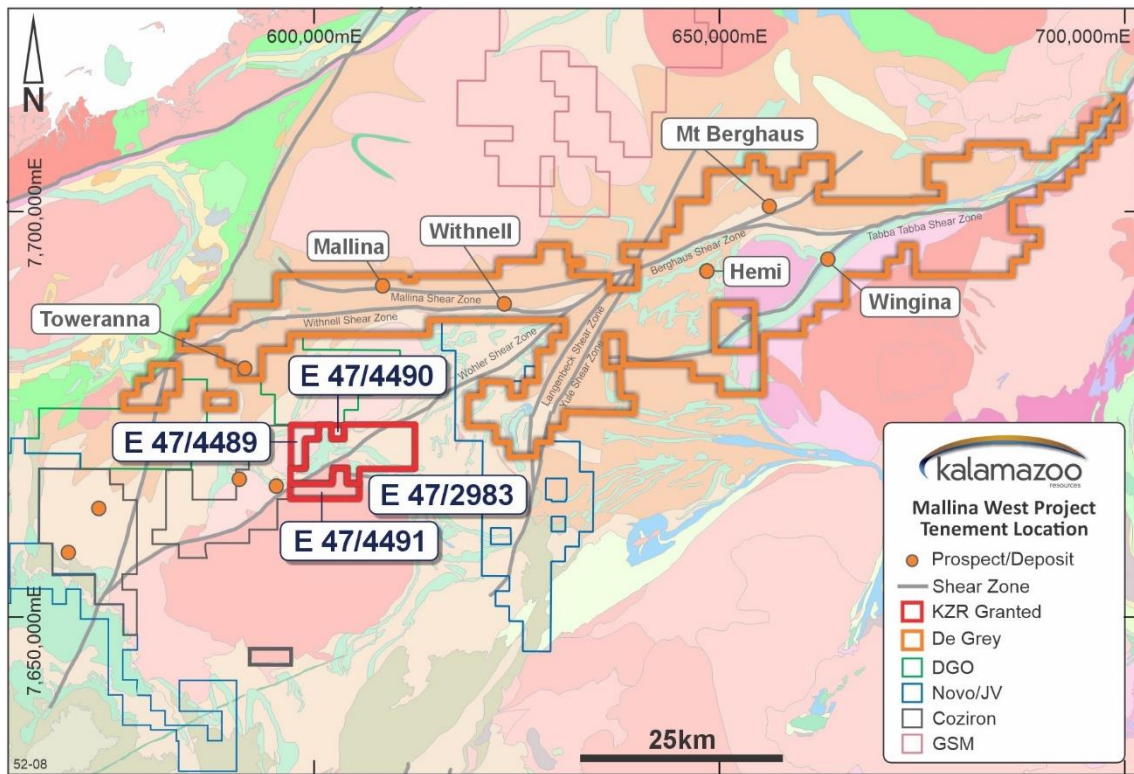 600,000mE
650,000mE
700,000mE
N
7,700,000mE
7,650,000mE
Mt Berghaus
Withnell
Mallina
Toweranna
Hemi
Wingina
Tabba Tabba Shear Zone
Berghaus Shear Zone
Mallina Shear Zone
Withnell Shear Zone
Wohler Shear Zone
Langenbeck Shear Zone
Yule Shear Zone
E 47/4490
E 47/4489
E 47/2983
E 47/4491
kalamazoo
resources
Mallina West Project
Tenement Location
Prospect/Deposit
Shear Zone
KZR Granted
De Grey
DGO
Novo/JV
Coziron
GSM
25km
52-08